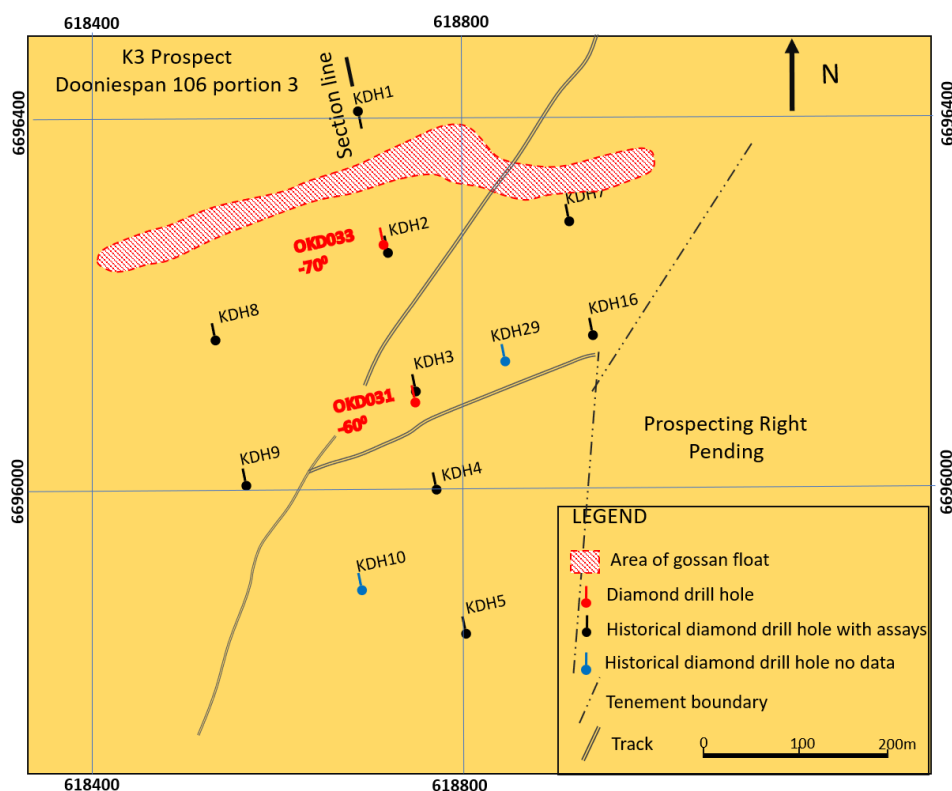 618400
618800
K3 Prospect
Dooniespan 106 portion 3
Section line
N
KDH1
6696400
6696400
KDH7
OKD033
-70⁰
KDH2
KDH8
KDH29
KDH16
KDH3
OKD031
-60⁰
Prospecting Right
Pending
KDH9
KDH4
6696000
6696000
KDH10
KDH5
LEGEND
Area of gossan float
Diamond drill hole
Historical diamond drill hole with assays
Historical diamond drill hole no data
Tenement boundary
Track
0 100 200m
618400
618800